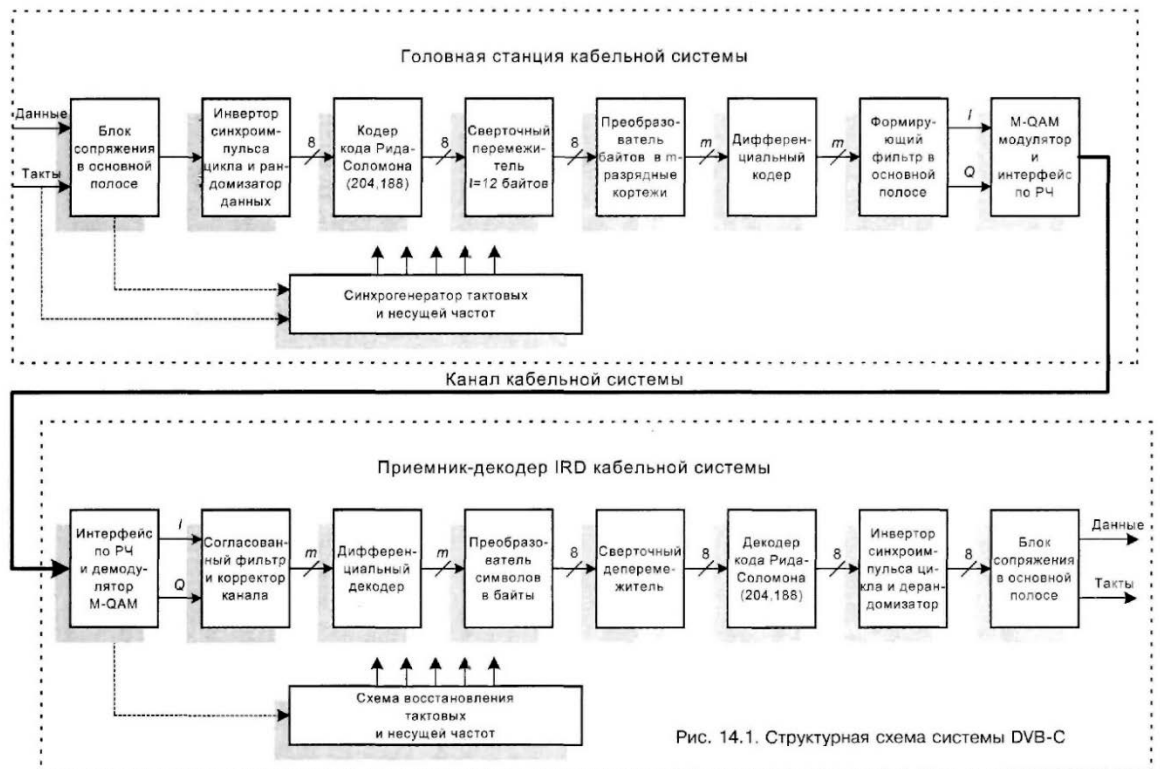 Головная станция кабельной системы
Данные
Такты
Блок
сопряжения
в основной
полосе
Инвертор
синхроим-
пульса
цикла и ран-
домизатор
данных
8
Кодер
кода Рида-
Соломона
(204,188)
8
Сверточный
перемежитель
I=12 байтов
8
Преобразо-
ватель
байтов в m-
разрядные
кортежи
m
Дифферен-
циальный
кодер
m
Формирую-
щий
фильтр в
основной
полосе
I
Q
M-QAM
модулятор
и
интерфейс
по РЧ
Синхрогенератор тактовых
и несущей частот
Канал кабельной системы
Приемник-декодер IRD кабельной системы
Интерфейс
по РЧ
и демоду-
лятор
M-QAM
I
Q
Согласован-
ный фильтр
и корректор
канала
m
Дифферен-
циальный
декодер
m
Преобразо-
ватель
символов
в байты
8
Сверточный
депереме-
житель
8
Декодер
кода Рида-
Соломона
(204,188)
8
Инвертор
синхроим-
пульса ци-
кла и деран-
домизатор
8
Блок
сопряжения
в основной
полосе
Данные
Такты
Схема восстановления
тактовых
и несущей частот
Рис. 14.1. Структурная схема системы DVB-C